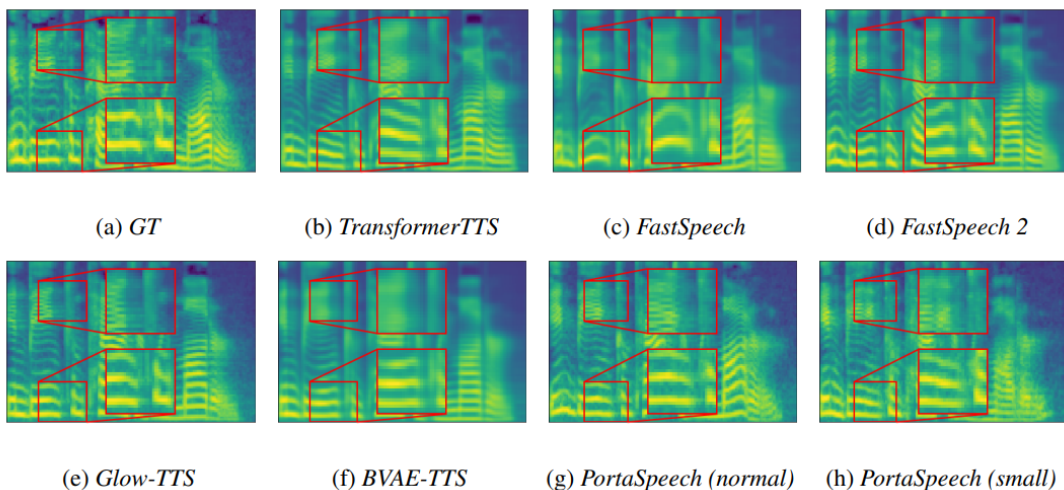 (a) GT
(b) TransformerTTS
(c) FastSpeech
(d) FastSpeech 2
(e) Glow-TTS
(f) BVAE-TTS
(g) PortaSpeech (normal)
(h) PortaSpeech (small)